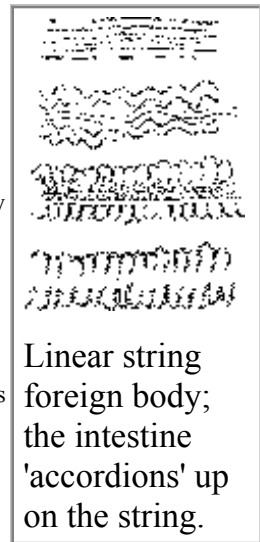 Linear string
foreign body;
the intestine
'accordions' up
on the string.